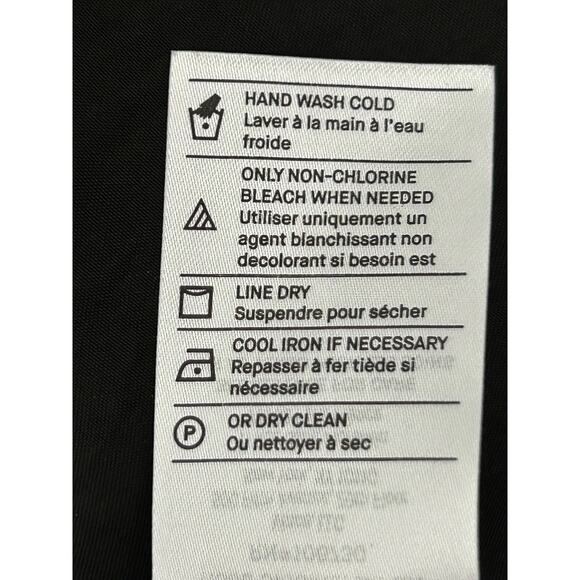 HAND WASH COLD
Laver à la main à l'eau
froide
ONLY NON-CHLORINE
BLEACH WHEN NEEDED
Utiliser uniquement un
agent blanchissant non
decolorant si besoin est
LINE DRY
Suspendre pour sécher
COOL IRON IF NECESSARY
Repasser à fer tiède si
nécessaire
P
OR DRY CLEAN
Ou nettoyer à sec